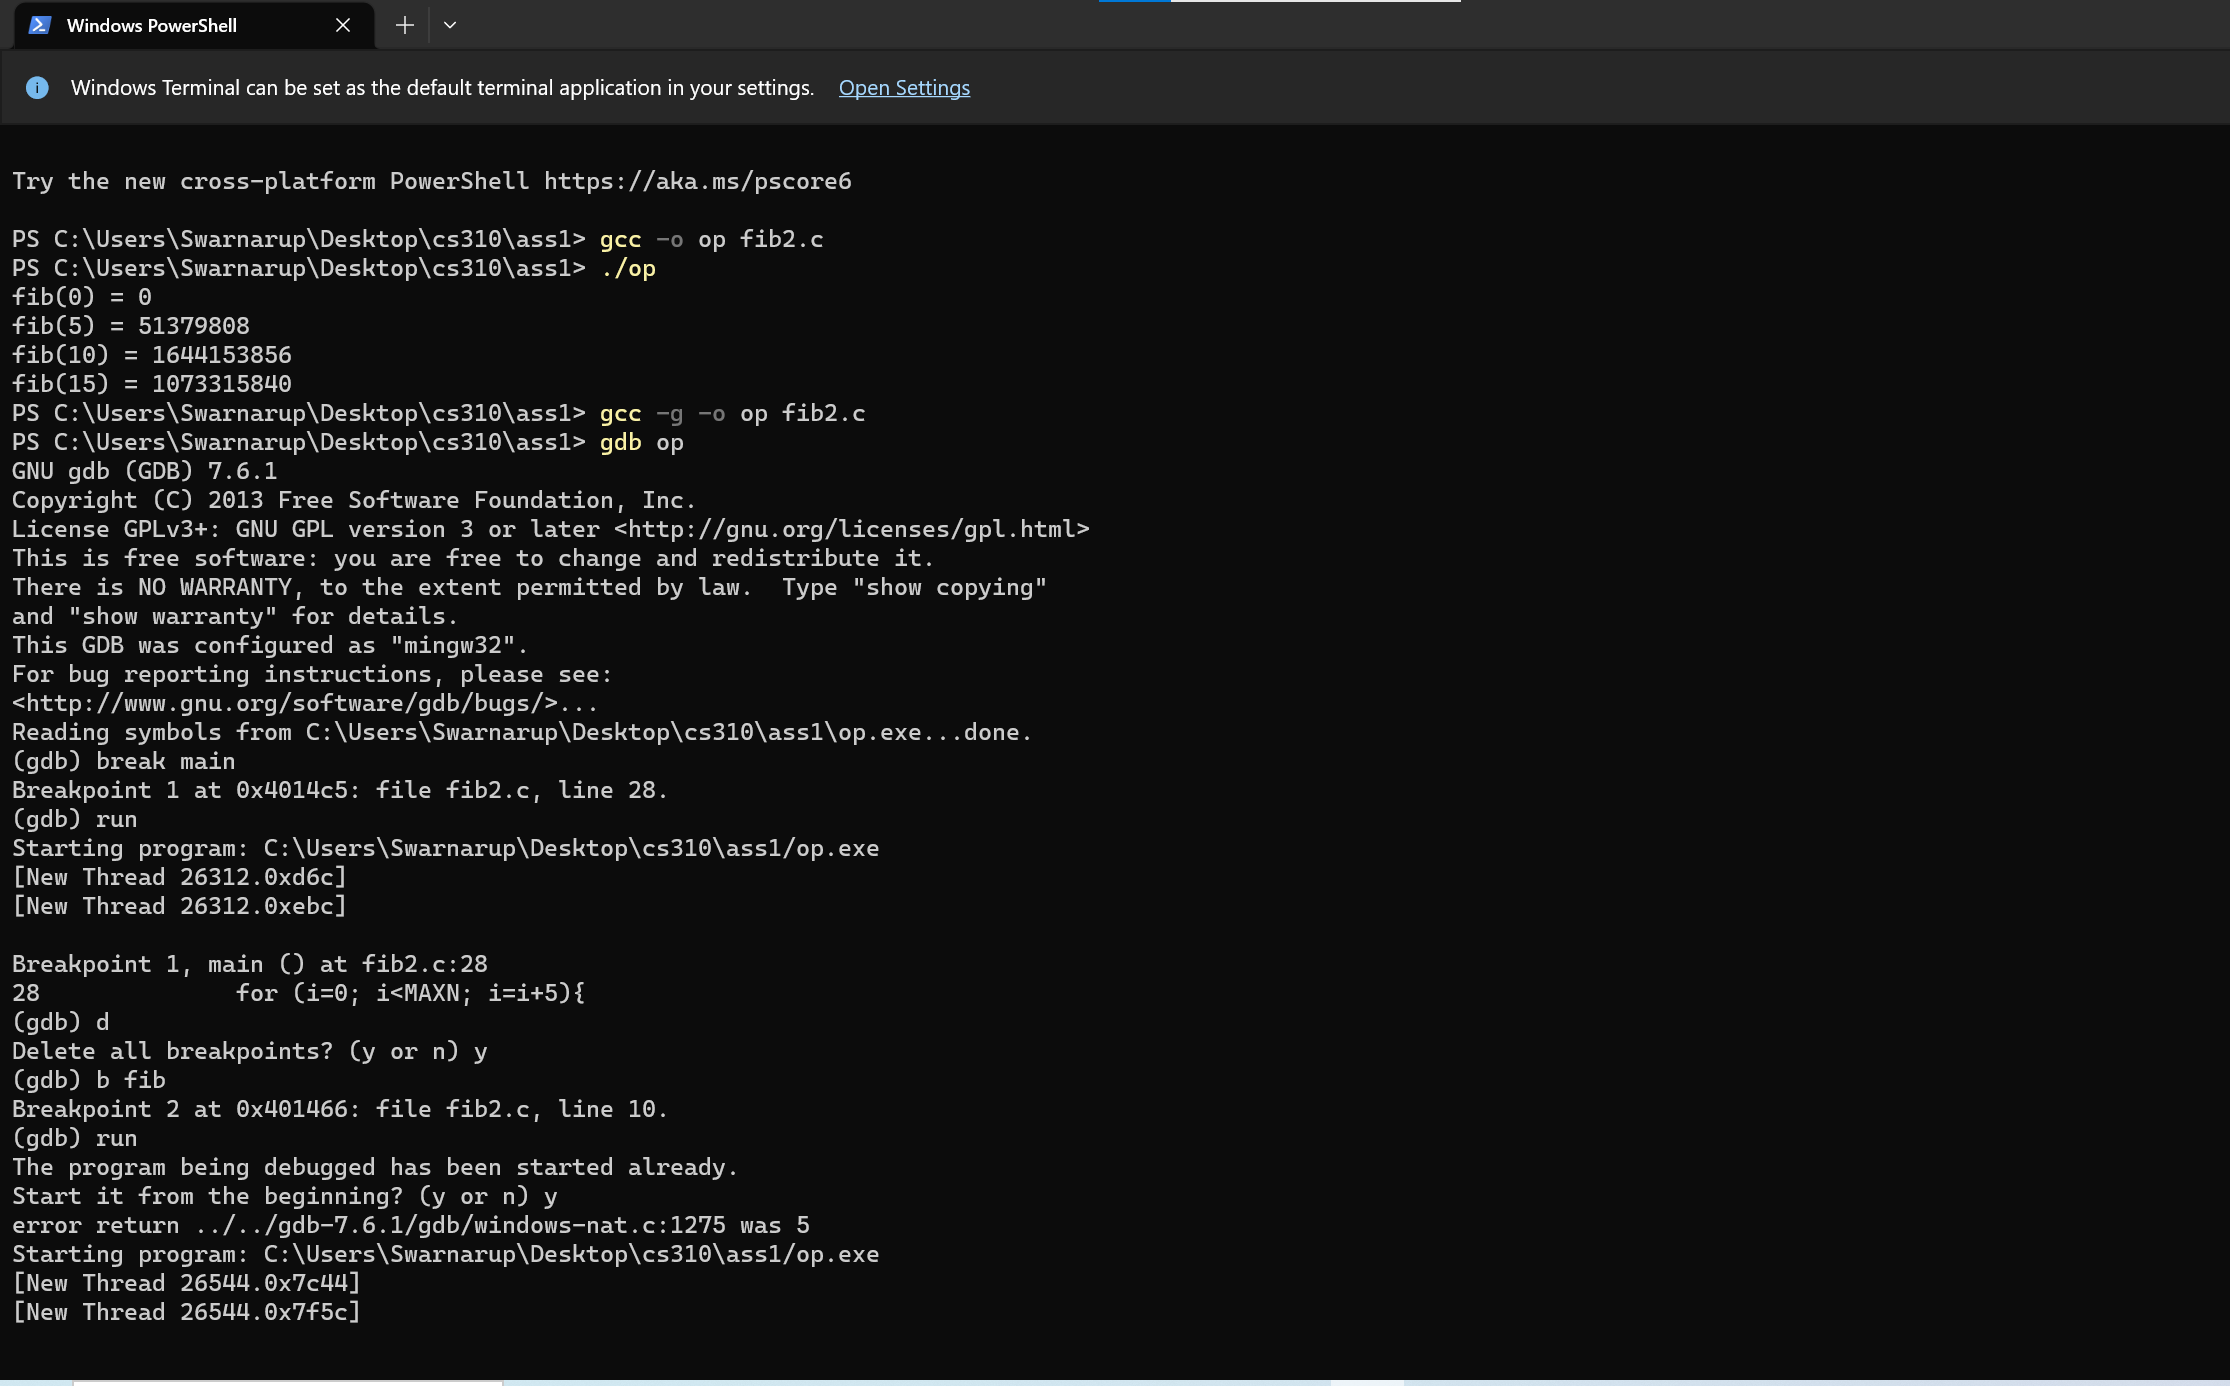 Windows PowerShell
Windows Terminal can be set as the default terminal application in your settings. Open Settings
Try the new cross-platform PowerShell https://aka.ms/pscore6
PS C:\Users\Swarnarup\Desktop\cs310\ass1> gcc -o op fib2.c
PS C:\Users\Swarnarup\Desktop\cs310\ass1> ./op
fib(0) = 0
fib(5) = 51379808
fib(10) = 1644153856
fib(15) = 1073315840
PS C:\Users\Swarnarup\Desktop\cs310\ass1> gcc -g -o op fib2.c
PS C:\Users\Swarnarup\Desktop\cs310\ass1> gdb op
GNU gdb (GDB) 7.6.1
Copyright (C) 2013 Free Software Foundation, Inc.
License GPLv3+: GNU GPL version 3 or later <http://gnu.org/licenses/gpl.html>
This is free software: you are free to change and redistribute it.
There is NO WARRANTY, to the extent permitted by law.  Type "show copying"
and "show warranty" for details.
This GDB was configured as "mingw32".
For bug reporting instructions, please see:
<http://www.gnu.org/software/gdb/bugs/>...
Reading symbols from C:\Users\Swarnarup\Desktop\cs310\ass1\op.exe...done.
(gdb) break main
Breakpoint 1 at 0x4014c5: file fib2.c, line 28.
(gdb) run
Starting program: C:\Users\Swarnarup\Desktop\cs310\ass1/op.exe
[New Thread 26312.0xd6c]
[New Thread 26312.0xebc]
Breakpoint 1, main () at fib2.c:28
28              for (i=0; i<MAXN; i=i+5){
(gdb) d
Delete all breakpoints? (y or n) y
(gdb) b fib
Breakpoint 2 at 0x401466: file fib2.c, line 10.
(gdb) run
The program being debugged has been started already.
Start it from the beginning? (y or n) y
error return ../../gdb-7.6.1/gdb/windows-nat.c:1275 was 5
Starting program: C:\Users\Swarnarup\Desktop\cs310\ass1/op.exe
[New Thread 26544.0x7c44]
[New Thread 26544.0x7f5c]